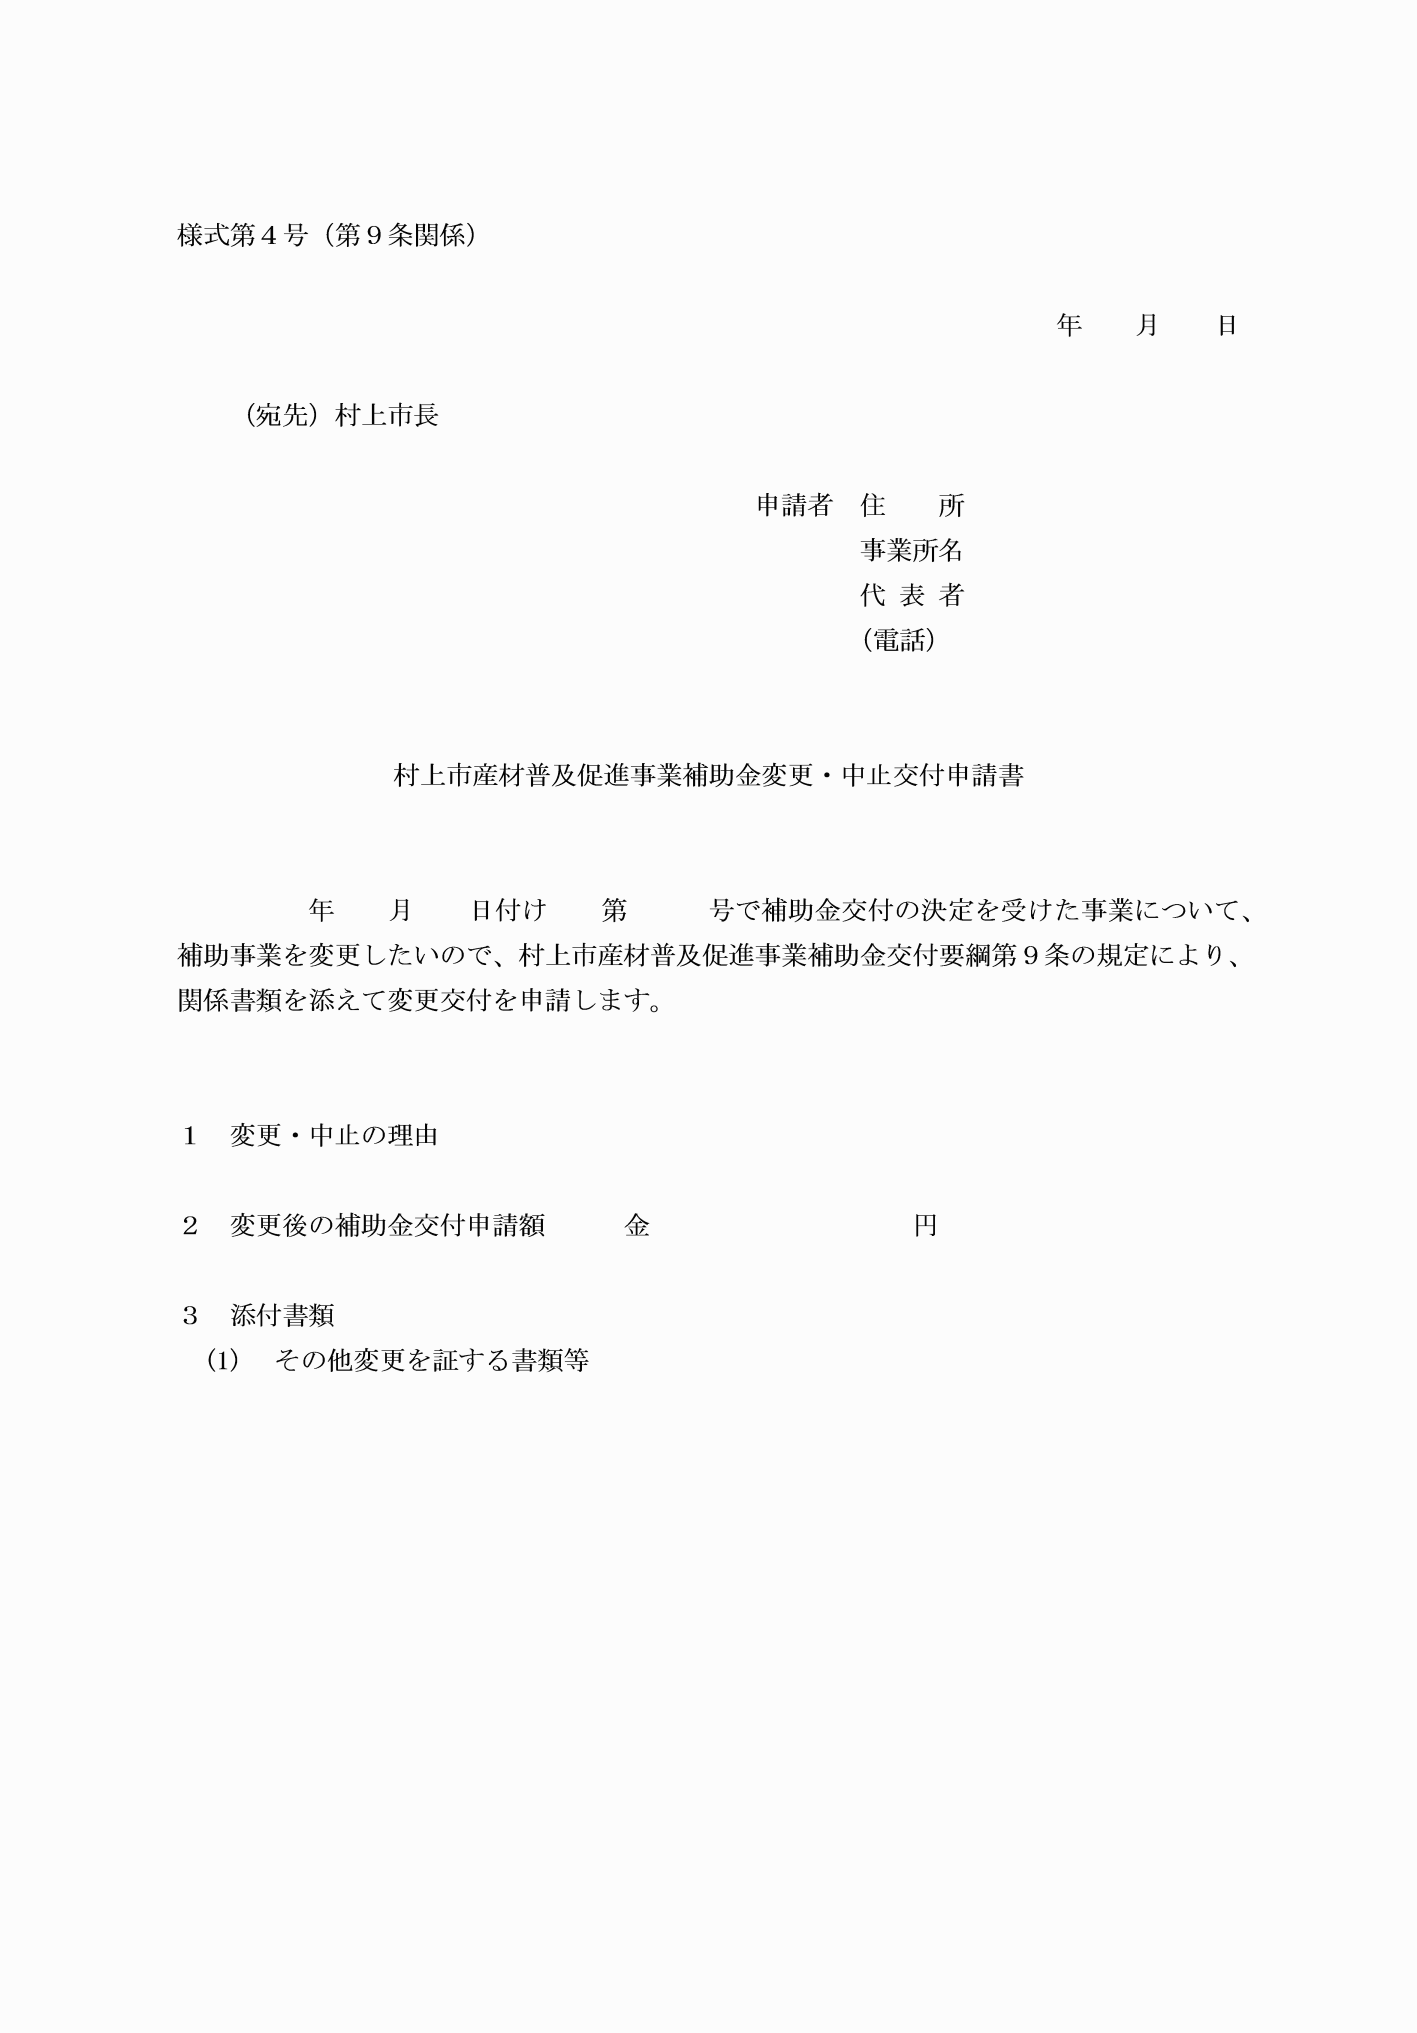 様式第４号（第９条関係）
年　　月　　日
（宛先）村上市長
申請者　住　　所
事業所名
代 表 者
（電話）
村上市産材普及促進事業補助金変更・中止交付申請書
年　　月　　日付け　　第　　　号で補助金交付の決定を受けた事業について、
補助事業を変更したいので、村上市産材普及促進事業補助金交付要綱第９条の規定により、
関係書類を添えて変更交付を申請します。
１　変更・中止の理由
２　変更後の補助金交付申請額　　　金　　　　　　　　　　円
３　添付書類
（1）　その他変更を証する書類等